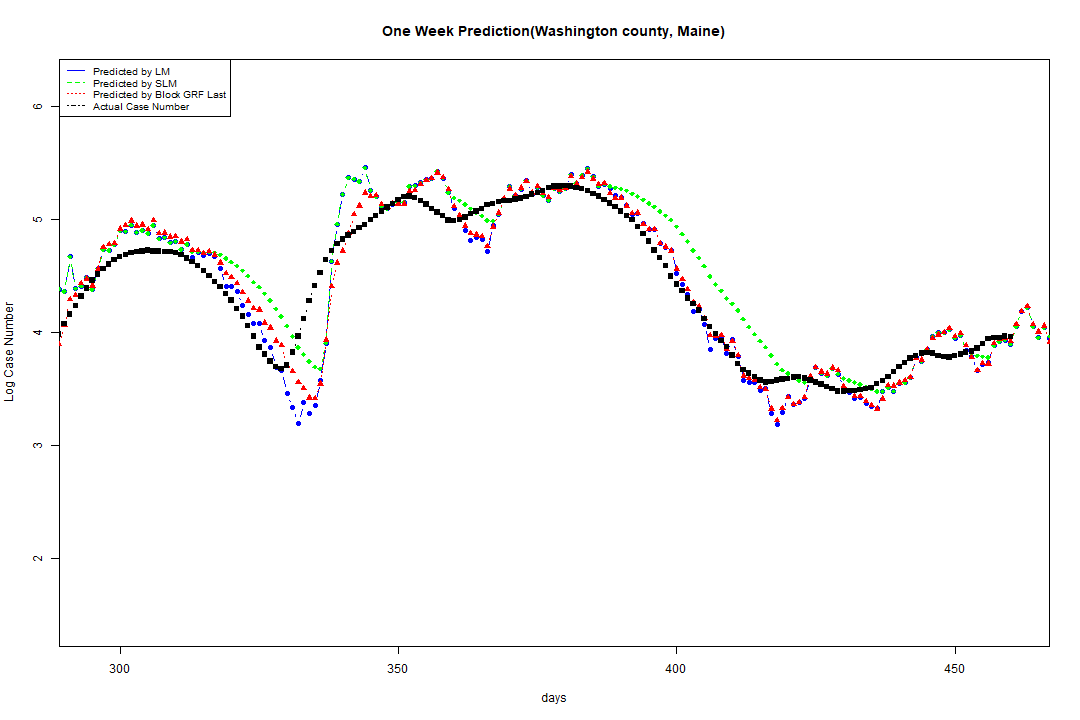 One Week Prediction(Washington county, Maine)
Predicted by LM
Predicted by SLM
Predicted by Block GRF Last
Actual Case Number
6
5
4
3
2
Log Case Number
300 350 400 450
days